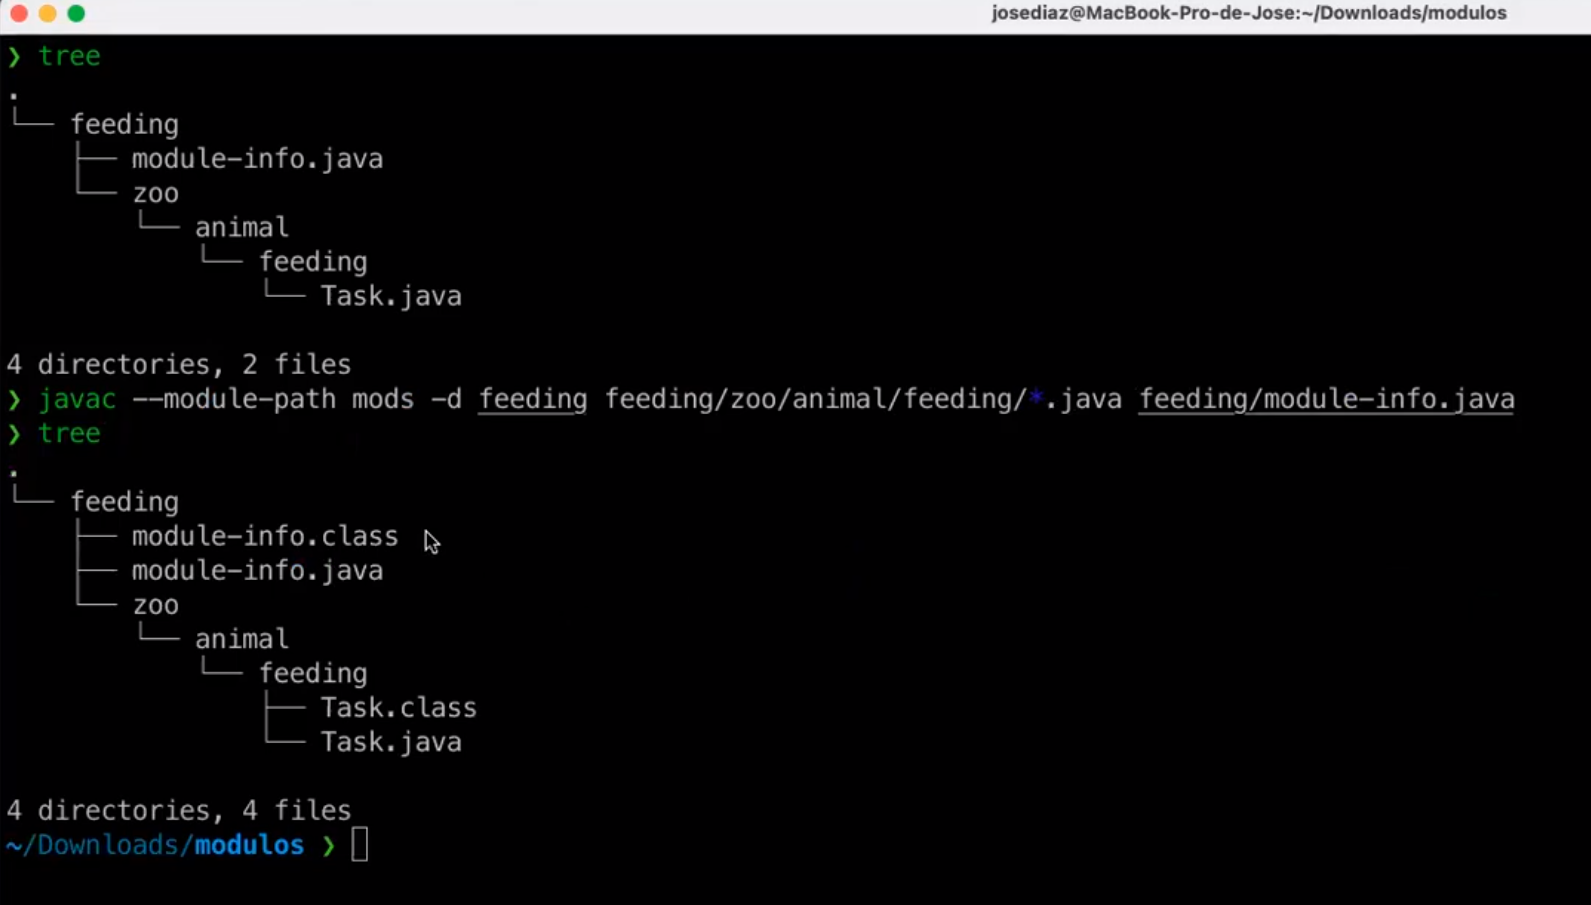 josediaz@MacBook-Pro-de-Jose:~/Downloads/modulos
❯ tree
.
└── feeding
    ├── module-info.java
    └── zoo
        └── animal
            └── feeding
                └── Task.java
4 directories, 2 files
❯ javac --module-path mods -d feeding feeding/zoo/animal/feeding/*.java feeding/module-info.java
❯ tree
.
└── feeding
    ├── module-info.class
    ├── module-info.java
    └── zoo
        └── animal
            └── feeding
                ├── Task.class
                └── Task.java
4 directories, 4 files
~/Downloads/modulos ❯